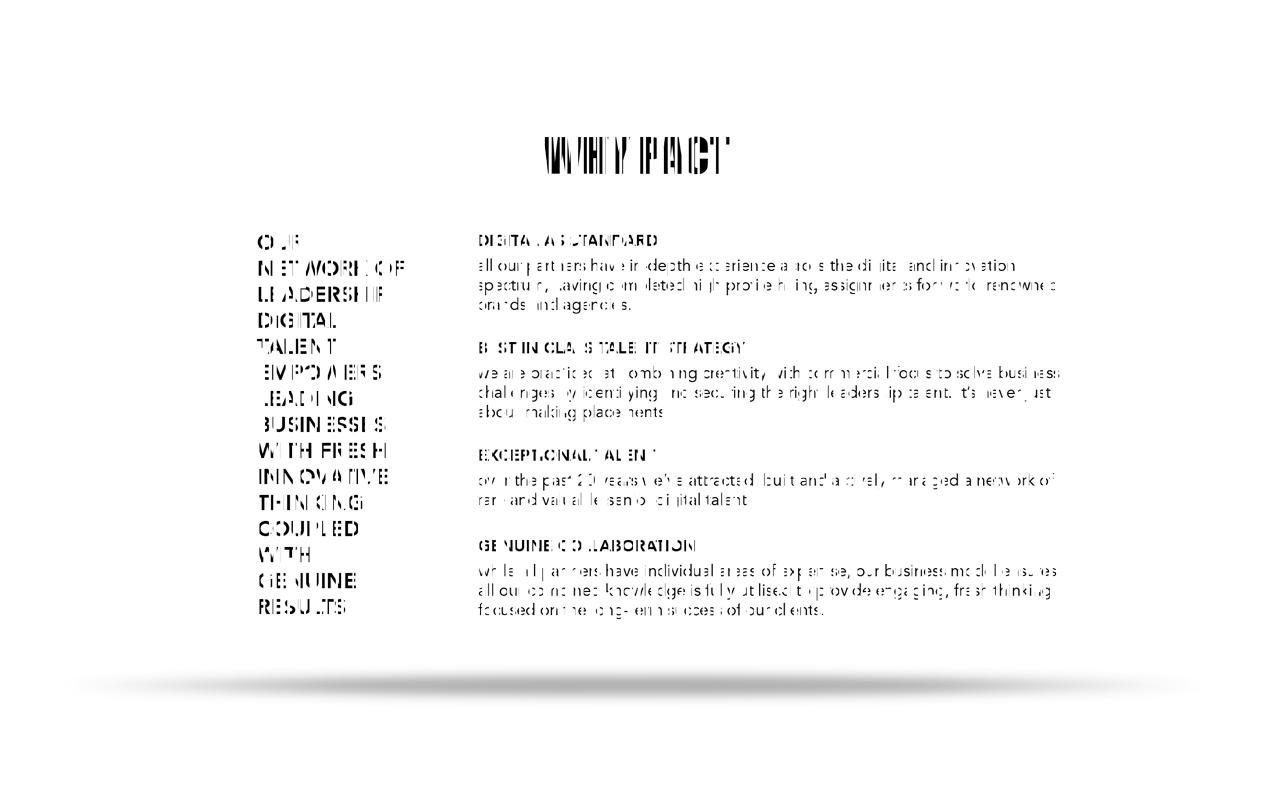 WHY PACT
OUR
NETWORK OF
LEADERSHIP
DIGITAL
TALENT
EMPOWERS
LEADING
BUSINESSES
WITH FRESH
INNOVATIVE
THINKING
COUPLED
WITH
GENUINE
RESULTS
DIGITAL AS STANDARD
all our partners have in-depth experience across the digital and innovation
spectrum, having completed high profile hiring assignments for world renowned
brands and agencies.
BEST IN CLASS TALENT STRATEGY
we are practiced at combining creativity with commercial focus to solve business
challenges by identifying and securing the right leadership talent. it's never just
about making placements
EXCEPTIONAL TALENT
over the past 20 years we've attracted, built and actively managed a network of
rare and valuable senior digital talent
GENUINE COLLABORATION
while all partners have individual areas of expertise, our business model ensures
all our combined knowledge is fully utilised to provide engaging, fresh thinking
focused on the long-term success of our clients.